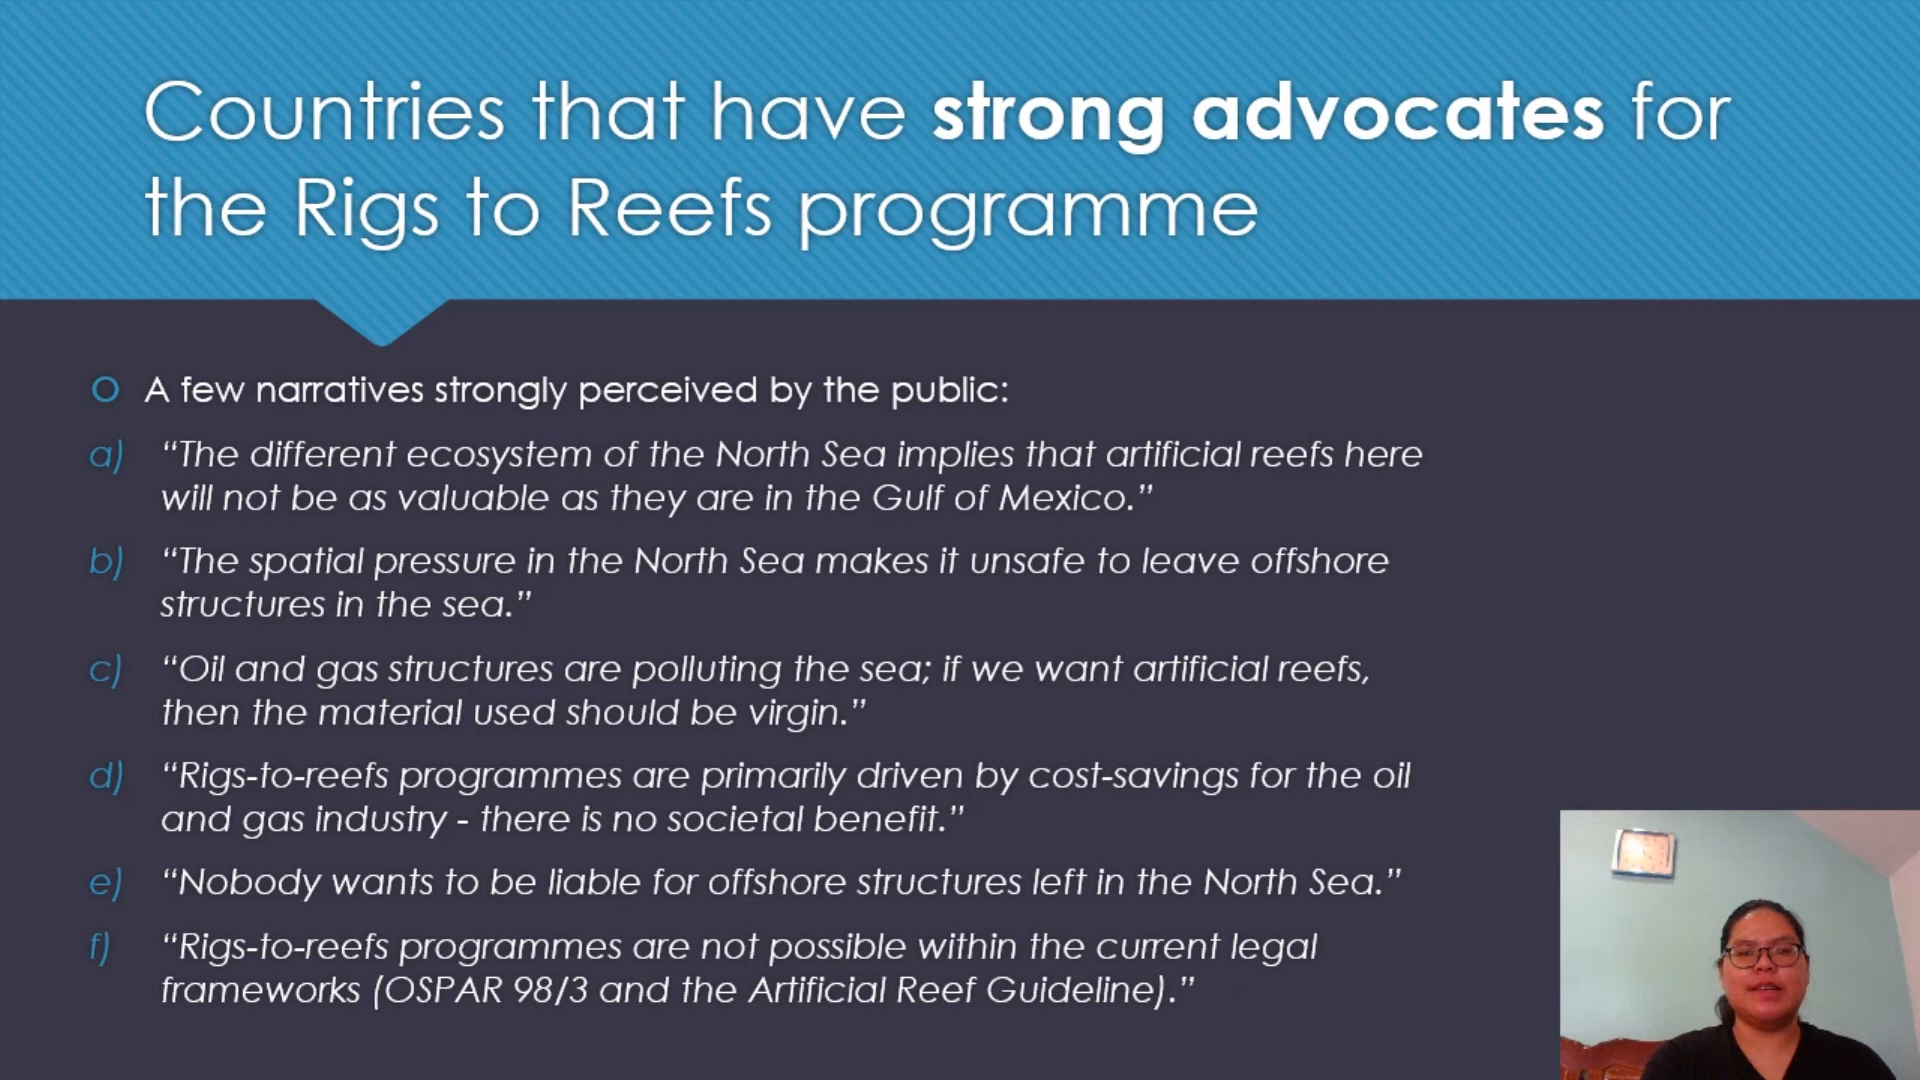 Countries that have strong advocates for
the Rigs to Reefs programme
A few narratives strongly perceived by the public:
a) “The different ecosystem of the North Sea implies that artificial reefs here
will not be as valuable as they are in the Gulf of Mexico.”
b) “The spatial pressure in the North Sea makes it unsafe to leave offshore
structures in the sea.”
c) “Oil and gas structures are polluting the sea; if we want artificial reefs,
then the material used should be virgin.”
d) “Rigs-to-reefs programmes are primarily driven by cost-savings for the oil
and gas industry - there is no societal benefit.”
e) “Nobody wants to be liable for offshore structures left in the North Sea.”
f) “Rigs-to-reefs programmes are not possible within the current legal
frameworks (OSPAR 98/3 and the Artificial Reef Guideline).”